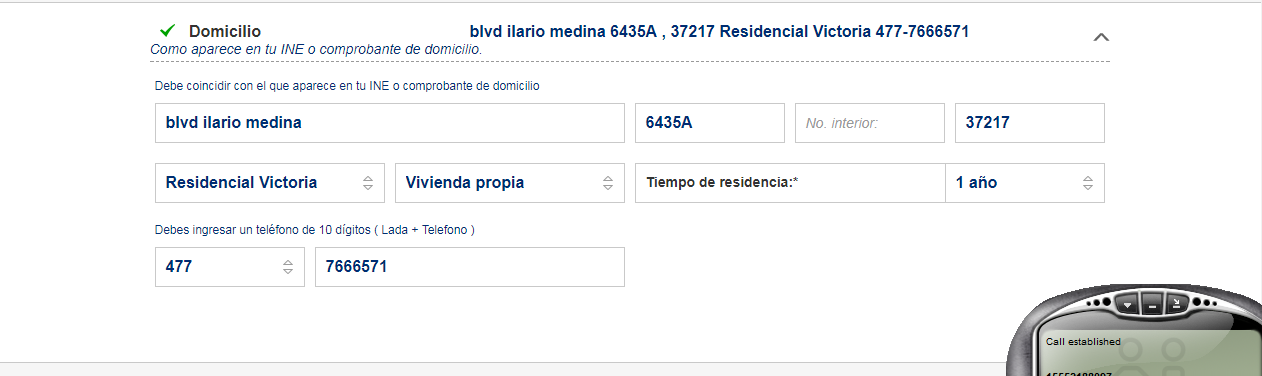 Domicilio blvd ilario medina 6435A , 37217 Residencial Victoria 477-7666571
Como aparece en tu INE o comprobante de domicilio.
Debe coincidir con el que aparece en tu INE o comprobante de domicilio
blvd ilario medina 6435A No. interior: 37217
Residencial Victoria Vivienda propia Tiempo de residencia:* 1 año
Debes ingresar un teléfono de 10 dígitos ( Lada + Telefono )
477 7666571
Call established